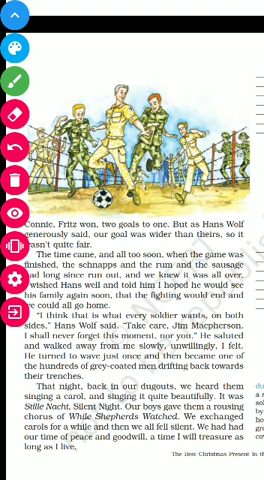 Connie, Fritz won, two goals to one. But as Hans Wolf
generously said, our goal was wider than theirs, so it
wasn't quite fair.
The time came, and all too soon, when the game was
finished, the schnapps and the rum and the sausage
had long since run out, and we knew it was all over.
I wished Hans well and told him I hoped he would see
his family again soon, that the fighting would end and
we could all go home.
"I think that is what every soldier wants, on both
sides," Hans Wolf said. "Take care, Jim Macpherson.
I shall never forget this moment, nor you." He saluted
and walked away from me slowly, unwillingly, I felt.
He turned to wave just once and then became one of
the hundreds of grey-coated men drifting back towards
their trenches.
That night, back in our dugouts, we heard them
singing a carol, and singing it quite beautifully. It was
Stille Nacht, Silent Night. Our boys gave them a rousing
chorus of While Shepherds Watched. We exchanged
carols for a while and then we all fell silent. We had had
our time of peace and goodwill, a time I will treasure as
long as I live.
The Best Christmas Present in th